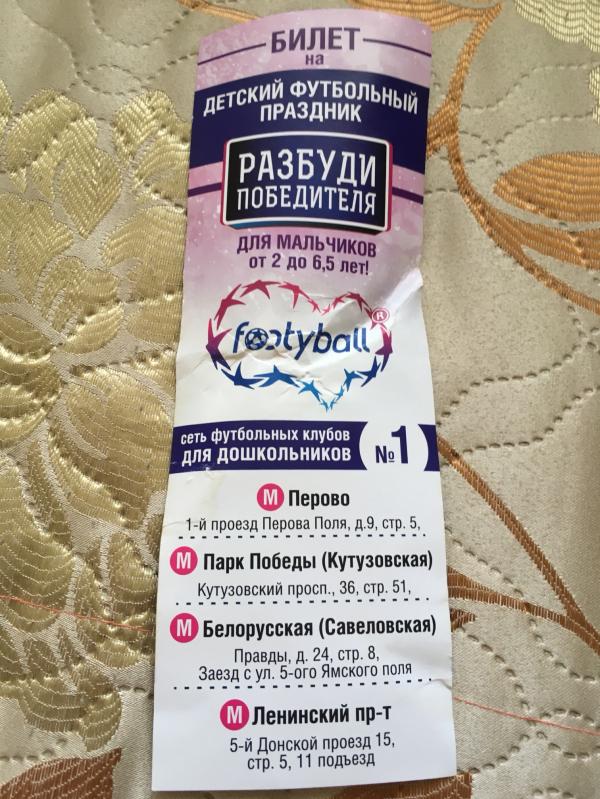 БИЛЕТ
на
ДЕТСКИЙ ФУТБОЛЬНЫЙ
ПРАЗДНИК
РАЗБУДИ
ПОБЕДИТЕЛЯ
ДЛЯ МАЛЬЧИКОВ
от 2 до 6,5 лет!
footyball®
сеть футбольных клубов
ДЛЯ ДОШКОЛЬНИКОВ
№1
М Перово
1-й проезд Перова Поля, д.9, стр. 5,
М Парк Победы (Кутузовская)
Кутузовский просп., 36, стр. 51,
М Белорусская (Савеловская)
Правды, д. 24, стр. 8,
Заезд с ул. 5-ого Ямского поля
М Ленинский пр-т
5-й Донской проезд 15,
стр. 5, 11 подъезд